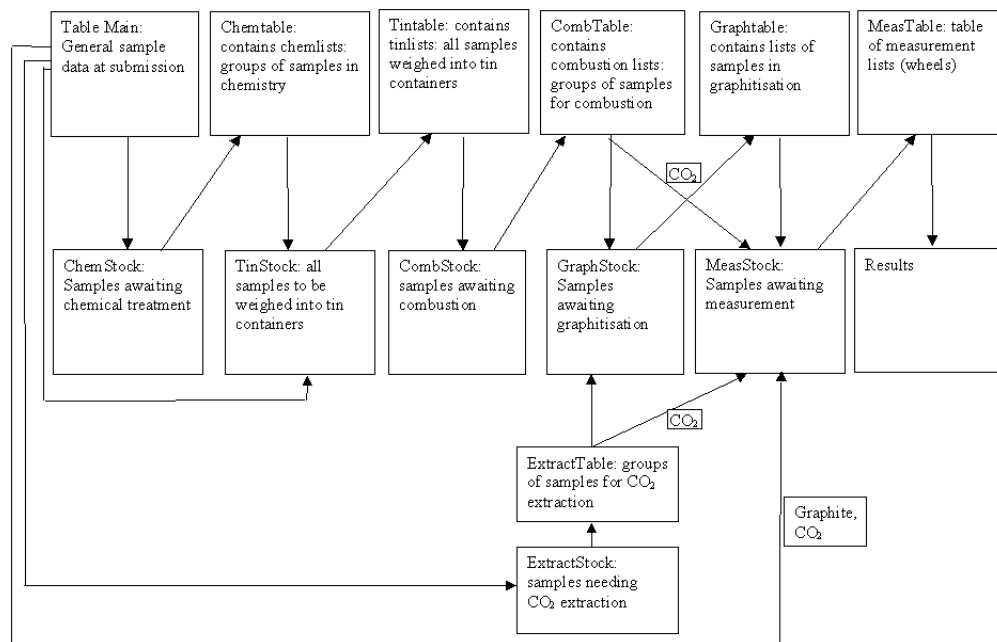 Table Main:
General sample
data at submission
Chemtable:
contains chemlists:
groups of samples in
chemistry
Tintable: contains
tinlists: all samples
weighed into tin
containers
CombTable:
contains
combustion lists:
groups of samples
for combustion
Graphtable:
contains lists of
samples in
graphitisation
MeasTable: table
of measurement
lists (wheels)
CO₂
ChemStock:
Samples awaiting
chemical treatment
TinStock: all
samples to be
weighed into tin
containers
CombStock:
samples awaiting
combustion
GraphStock:
Samples
awaiting
graphitisation
MeasStock:
Samples awaiting
measurement
Results
CO₂
ExtractTable: groups
of samples for CO₂
extraction
Graphite,
CO₂
ExtractStock:
samples needing
CO₂ extraction